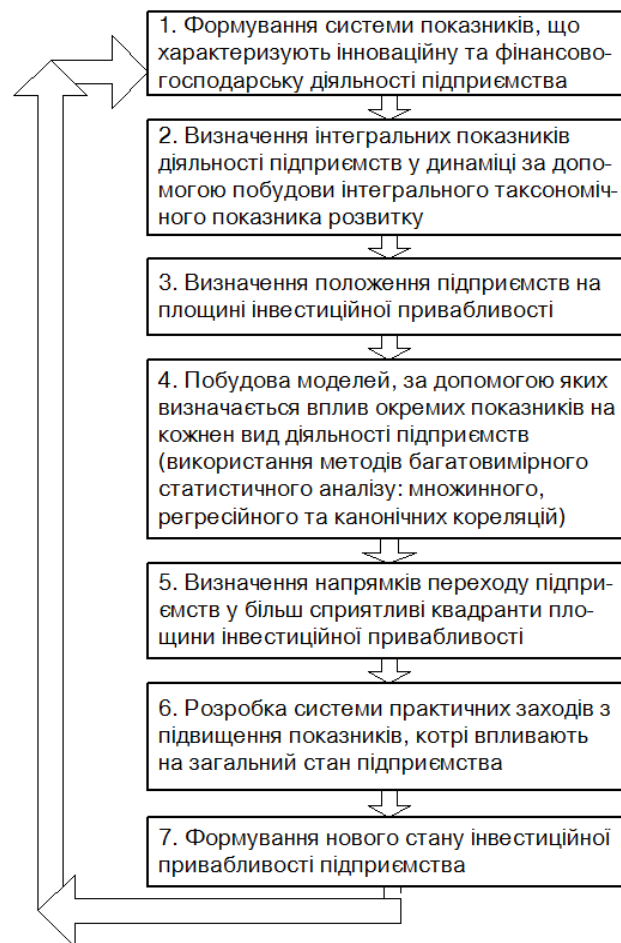 1. Формування системи показників, що
характеризують інноваційну та фінансово-
господарську діяльності підприємства
2. Визначення інтегральних показників
діяльності підприємств у динаміці за допо-
могою побудови інтегрального таксономіч-
ного показника розвитку
3. Визначення положення підприємств на
площині інвестиційної привабливості
4. Побудова моделей, за допомогою яких
визначається вплив окремих показників на
кожнен вид діяльності підприємств
(використання методів багатовимірного
статистичного аналізу: множинного,
регресійного та канонічних кореляцій)
5. Визначення напрямків переходу підпри-
ємств у більш сприятливі квадранти пло-
щини інвестиційної привабливості
6. Розробка системи практичних заходів з
підвищення показників, котрі впливають
на загальний стан підприємства
7. Формування нового стану інвестиційної
привабливості підприємства